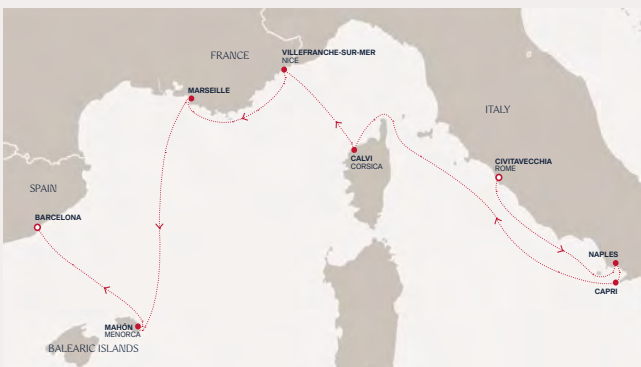 FRANCE
VILLEFRANCHE-SUR-MER
NICE
MARSEILLE
ITALY
CALVI
CORSICA
CIVITAVECCHIA
ROME
SPAIN
BARCELONA
NAPLES
CAPRI
MAHÓN
MENORCA
BALEARIC ISLANDS